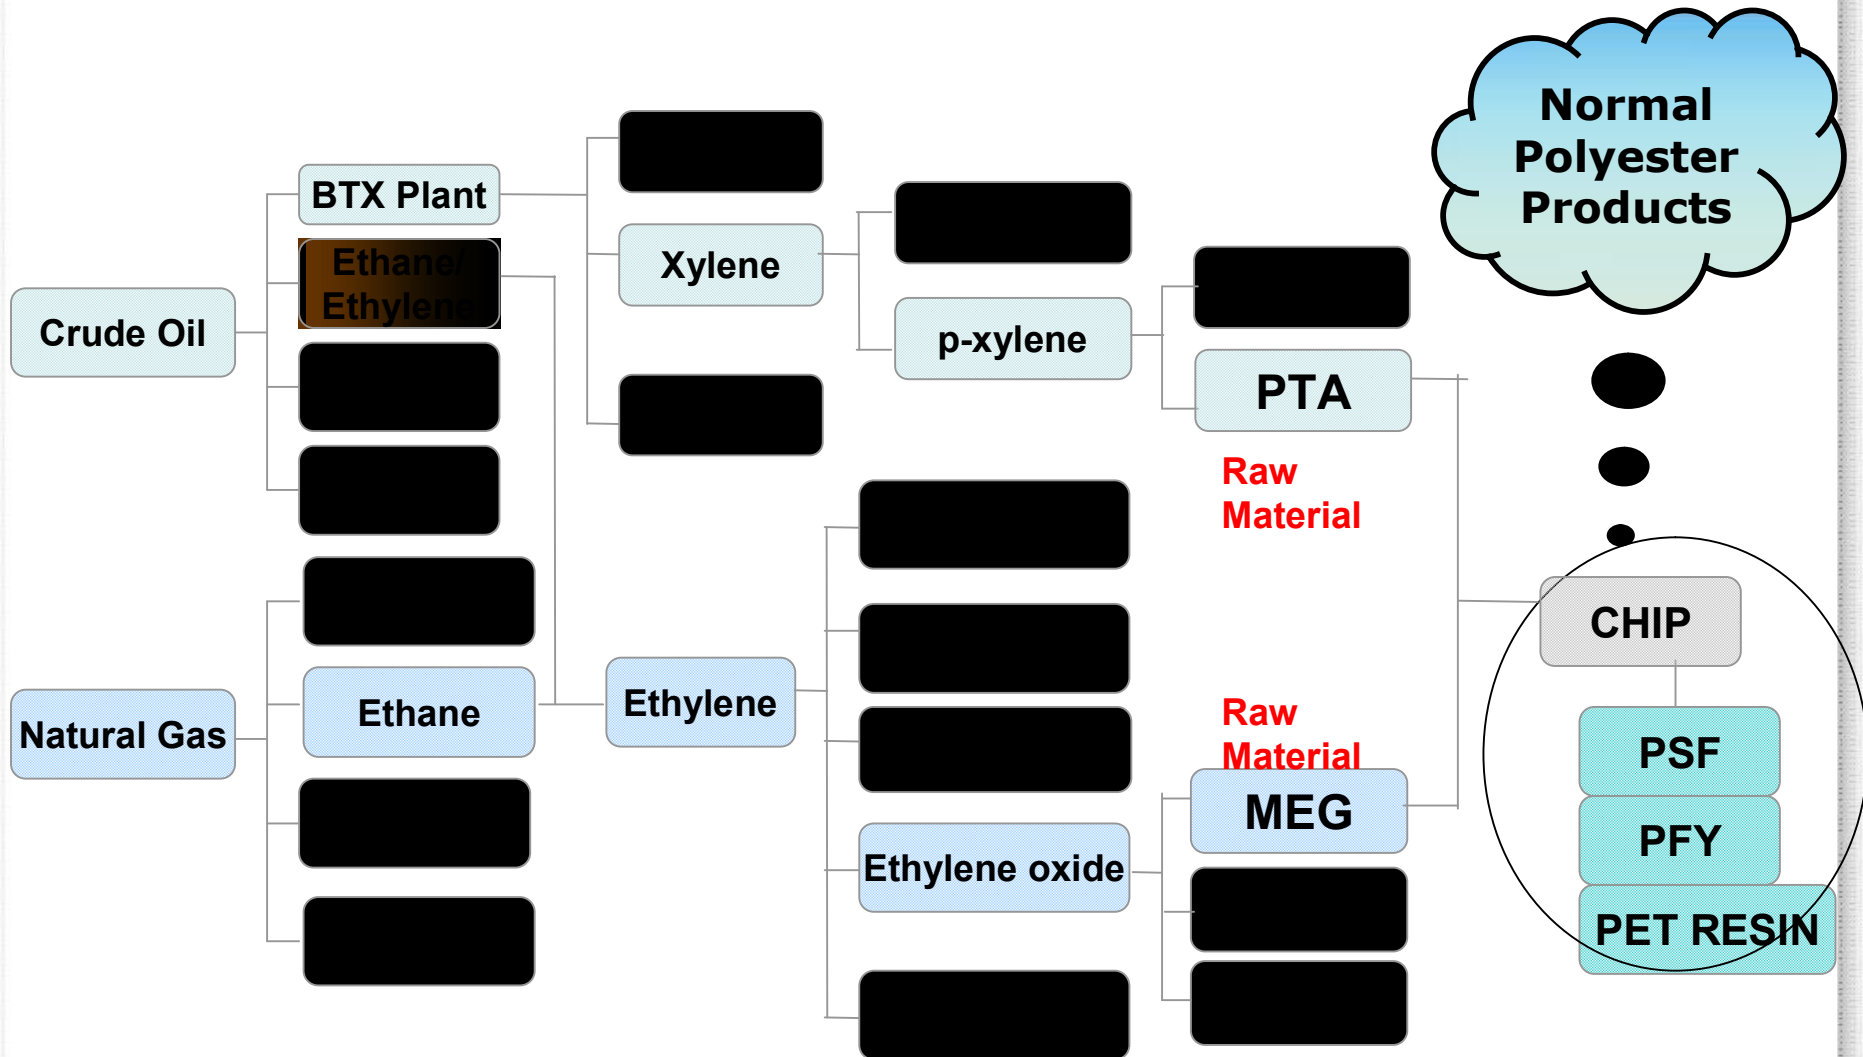 Normal
Polyester
Products
BTX Plant
Ethane/
Ethylene
Xylene
Crude Oil
p-xylene
PTA
Raw
Material
CHIP
Natural Gas
Ethane
Ethylene
Raw
Material
MEG
PSF
PFY
Ethylene oxide
PET RESIN